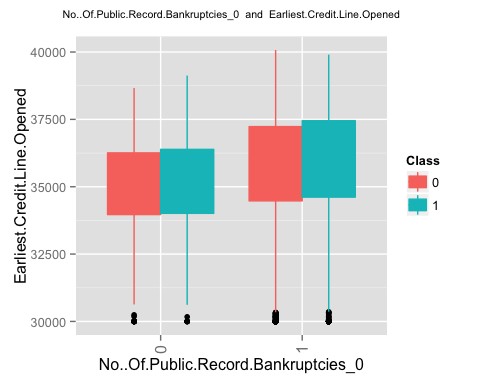 No..Of.Public.Record.Bankruptcies_0 and Earliest.Credit.Line.Opened
Earliest.Credit.Line.Opened
40000
37500
35000
32500
30000
0
1
No..Of.Public.Record.Bankruptcies_0
Class
0
1